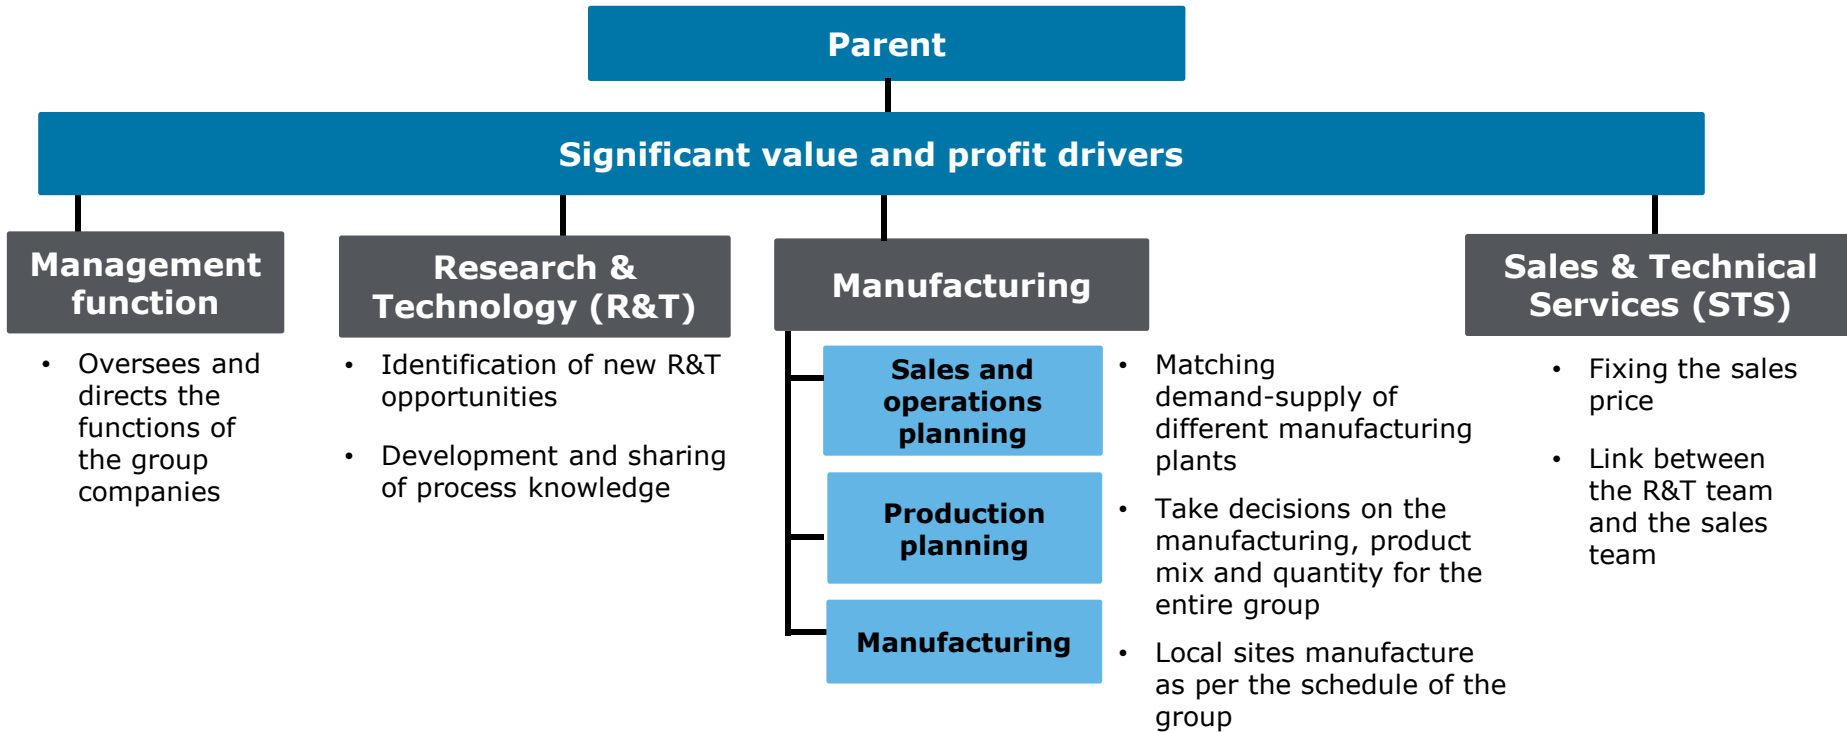 Parent
Significant value and profit drivers
Management
function
• Oversees and
directs the
functions of
the group
companies
Research &
Technology (R&T)
• Identification of new R&T
opportunities
• Development and sharing
of process knowledge
Manufacturing
Sales and
operations
planning
• Matching
demand-supply of
different manufacturing
plants
Production
planning
• Take decisions on the
manufacturing, product
mix and quantity for the
entire group
Manufacturing
• Local sites manufacture
as per the schedule of the
group
Sales & Technical
Services (STS)
• Fixing the sales
price
• Link between
the R&T team
and the sales
team